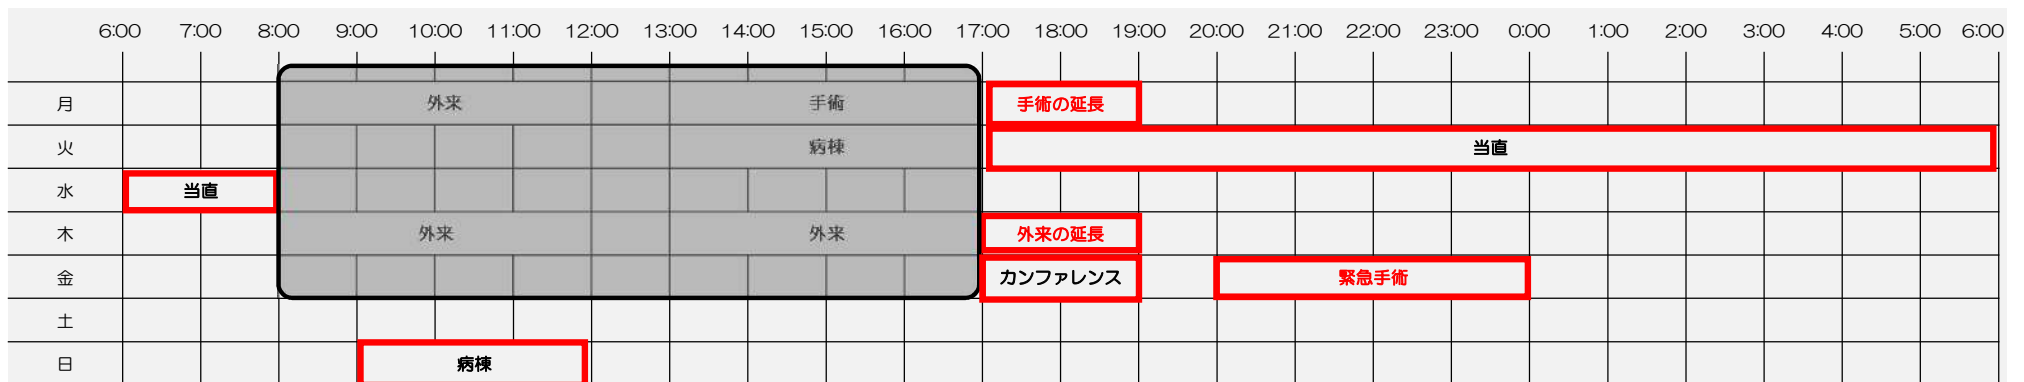 6:00 7:00 8:00 9:00 10:00 11:00 12:00 13:00 14:00 15:00 16:00 17:00 18:00 19:00 20:00 21:00 22:00 23:00 0:00 1:00 2:00 3:00 4:00 5:00 6:00
月 外来 手術 手術の延長
火 病棟 当直
水 当直
木 外来 外来 外来の延長
金 カンファレンス 緊急手術
土
日 病棟